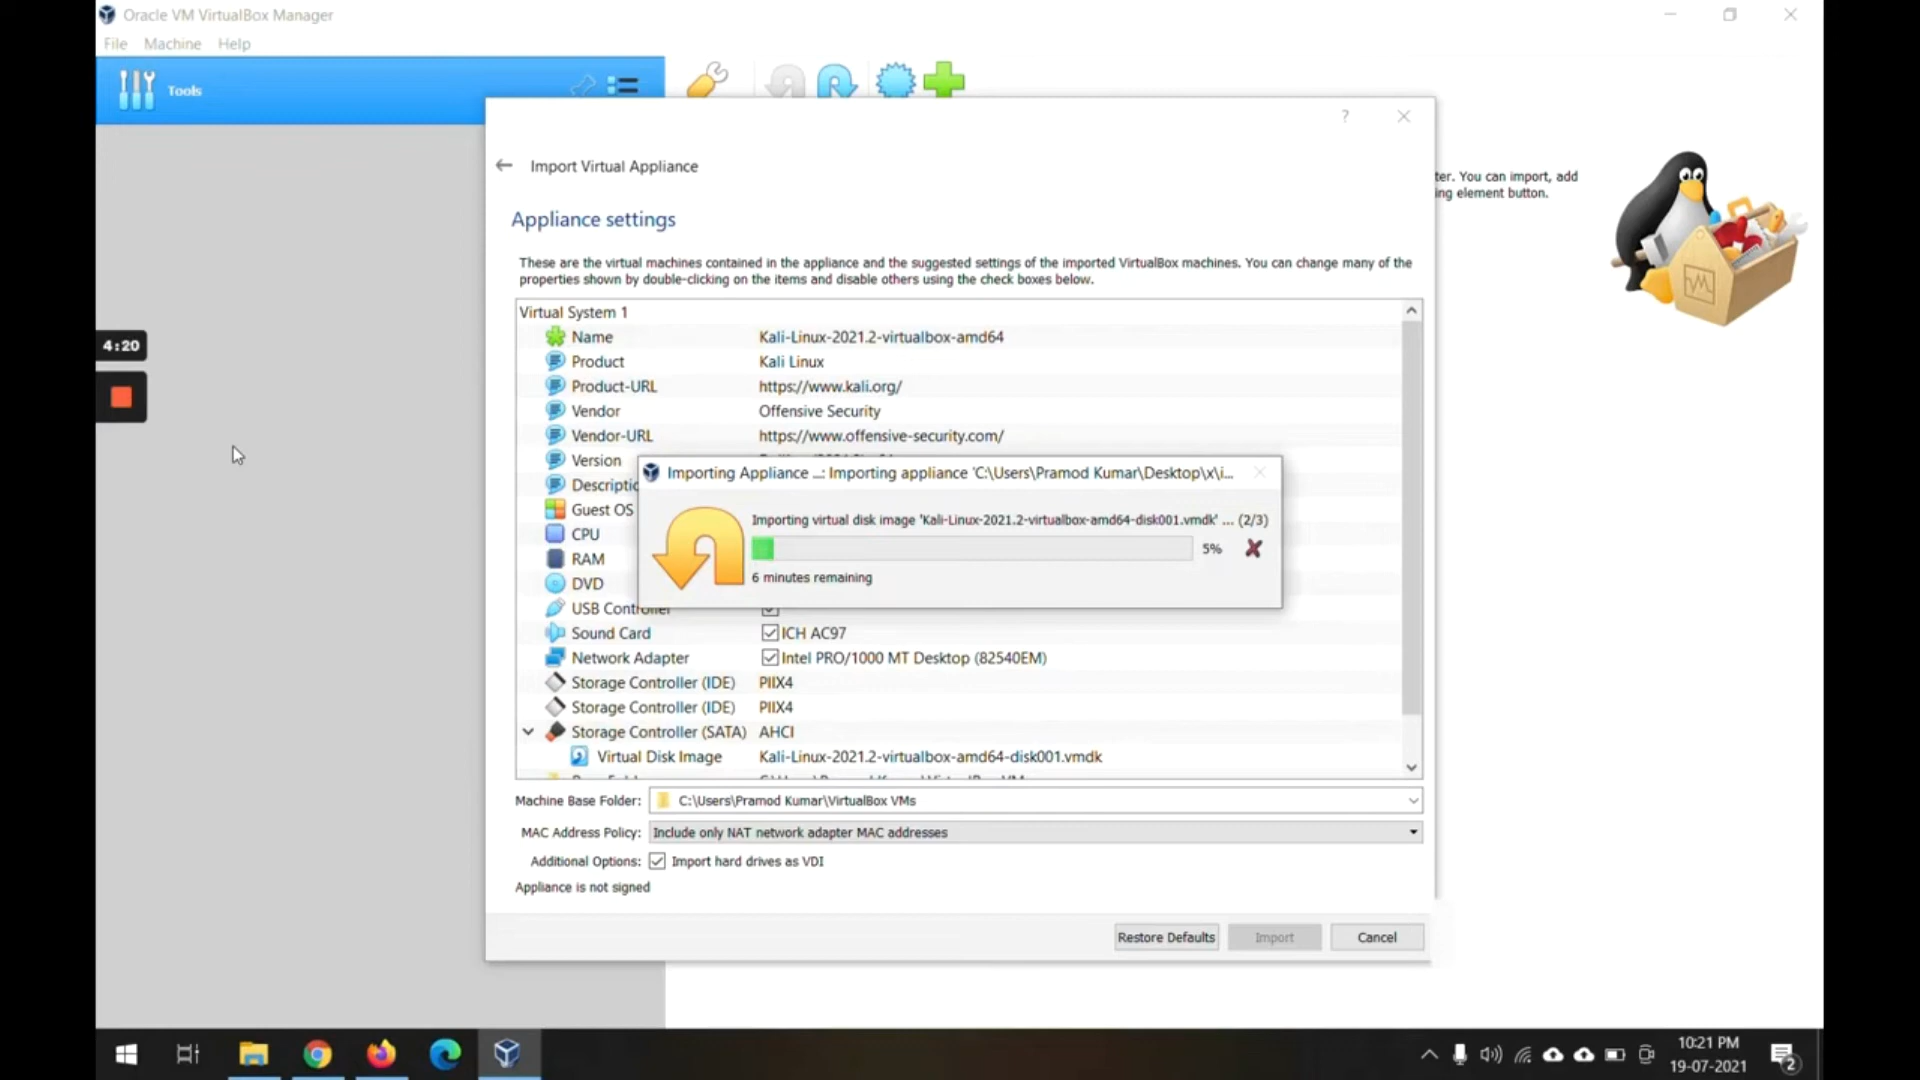 Oracle VM VirtualBox Manager
File Machine Help
Tools
?
Import Virtual Appliance
ter. You can import, add
ing element button.
Appliance settings
These are the virtual machines contained in the appliance and the suggested settings of the imported VirtualBox machines. You can change many of the
properties shown by double-clicking on the items and disable others using the check boxes below.
Virtual System 1
Name Kali-Linux-2021.2-virtualbox-amd64
4:20
Product Kali Linux
Product-URL https://www.kali.org/
Vendor Offensive Security
Vendor-URL https://www.offensive-security.com/
Version
Importing Appliance ...: Importing appliance 'C:\Users\Pramod Kumar\Desktop\x\i...
Descriptio
Guest OS
Importing virtual disk image 'Kali-Linux-2021.2-virtualbox-amd64-disk001.vmdk' ... (2/3)
CPU
5%
RAM
6 minutes remaining
DVD
USB Controller
Sound Card ICH AC97
Network Adapter Intel PRO/1000 MT Desktop (82540EM)
Storage Controller (IDE) PIIX4
Storage Controller (IDE) PIIX4
Storage Controller (SATA) AHCI
Virtual Disk Image Kali-Linux-2021.2-virtualbox-amd64-disk001.vmdk
Machine Base Folder: C:\Users\Pramod Kumar\VirtualBox VMs
MAC Address Policy: Include only NAT network adapter MAC addresses
Additional Options: Import hard drives as VDI
Appliance is not signed
Restore Defaults Import Cancel
10:21 PM
19-07-2021
2